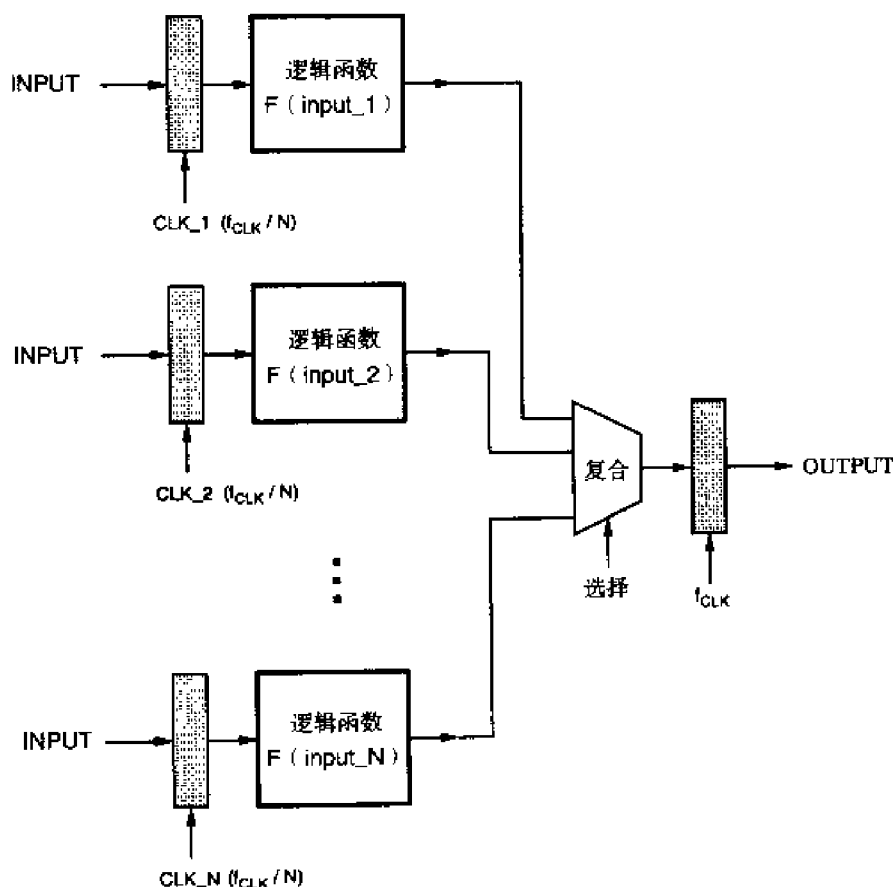 INPUT
逻辑函数
F（input_1）
CLK_1 (fCLK / N)
INPUT
逻辑函数
F（input_2）
CLK_2 (fCLK/N)
复合
OUTPUT
选择
fCLK
INPUT
逻辑函数
F（input_N）
CLK_N (fCLK/N)